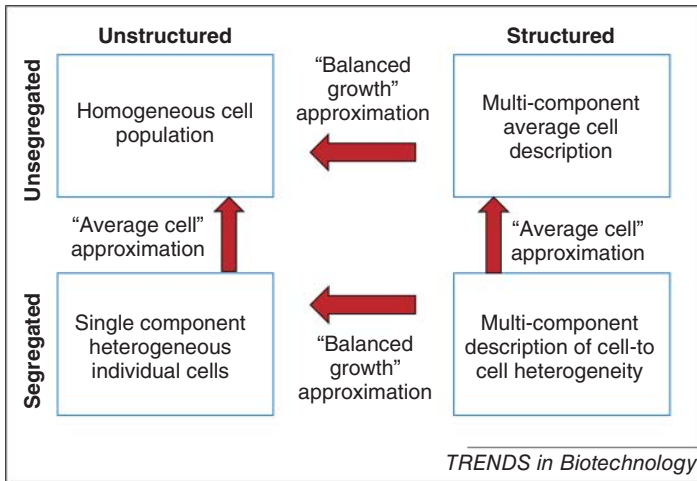 Unstructured
Structured
Unsegregated
Homogeneous cell
population
“Balanced
growth”
approximation
Multi-component
average cell
description
“Average cell”
approximation
“Average cell”
approximation
Segregated
Single component
heterogeneous
individual cells
“Balanced
growth”
approximation
Multi-component
description of cell-to
cell heterogeneity
TRENDS in Biotechnology